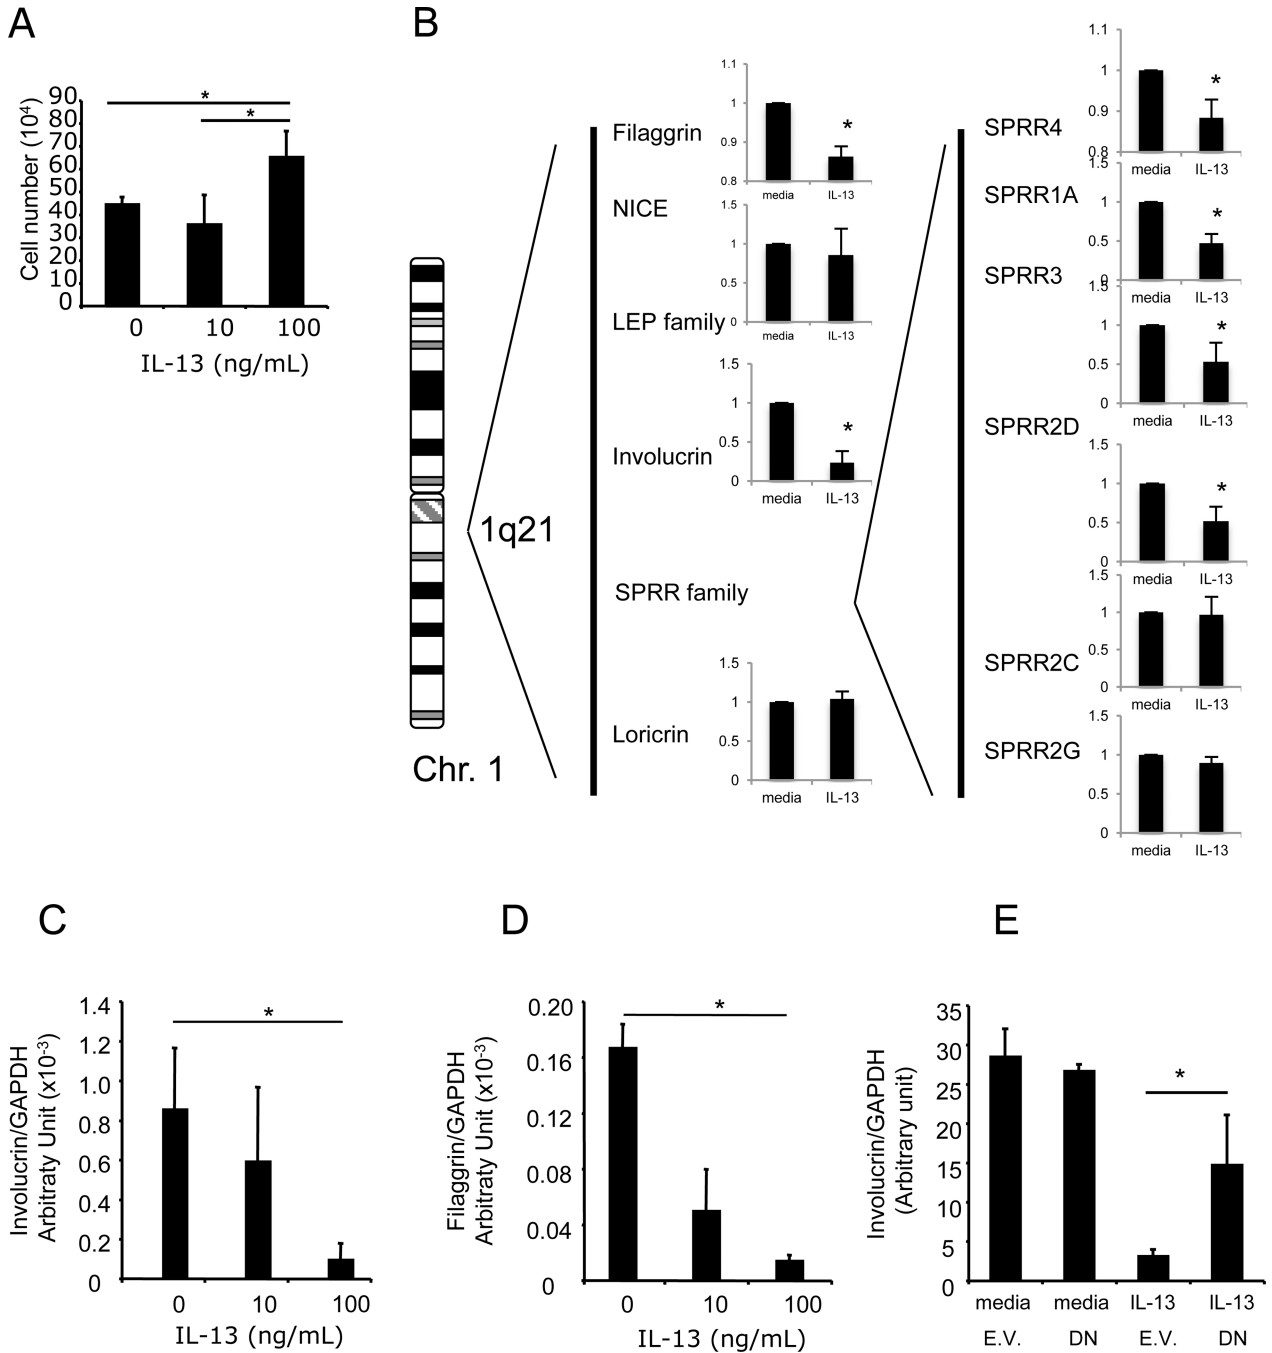 A
Cell number (10⁴)
90
80
70
60
50
40
30
20
10
0
*
*
0 10 100
IL-13 (ng/mL)
B
Chr. 1
1q21
Filaggrin
NICE
LEP family
Involucrin
SPRR family
Loricrin
1.1
1
0.9
0.8
*
media IL-13
1.5
1
0.5
0
media IL-13
1.5
1
0.5
0
*
media IL-13
1.5
1
0.5
0
media IL-13
SPRR4
SPRR1A
SPRR3
SPRR2D
SPRR2C
SPRR2G
1.1
1
0.9
0.8
*
media IL-13
1.5
1
0.5
0
*
media IL-13
1.5
1
0.5
0
*
media IL-13
1.5
1
0.5
0
*
media IL-13
1.5
1
0.5
0
media IL-13
1.5
1
0.5
0
media IL-13
C
Involucrin/GAPDH
Arbitraty Unit (x10⁻³)
1.4
1.2
1.0
0.8
0.6
0.4
0.2
0
*
0 10 100
IL-13 (ng/mL)
D
Filaggrin/GAPDH
Arbitraty Unit (x10⁻³)
0.20
0.16
0.12
0.08
0.04
0
*
0 10 100
IL-13 (ng/mL)
E
Involucrin/GAPDH
(Arbitrary unit)
35
30
25
20
15
10
5
0
*
media media IL-13 IL-13
E.V. DN E.V. DN